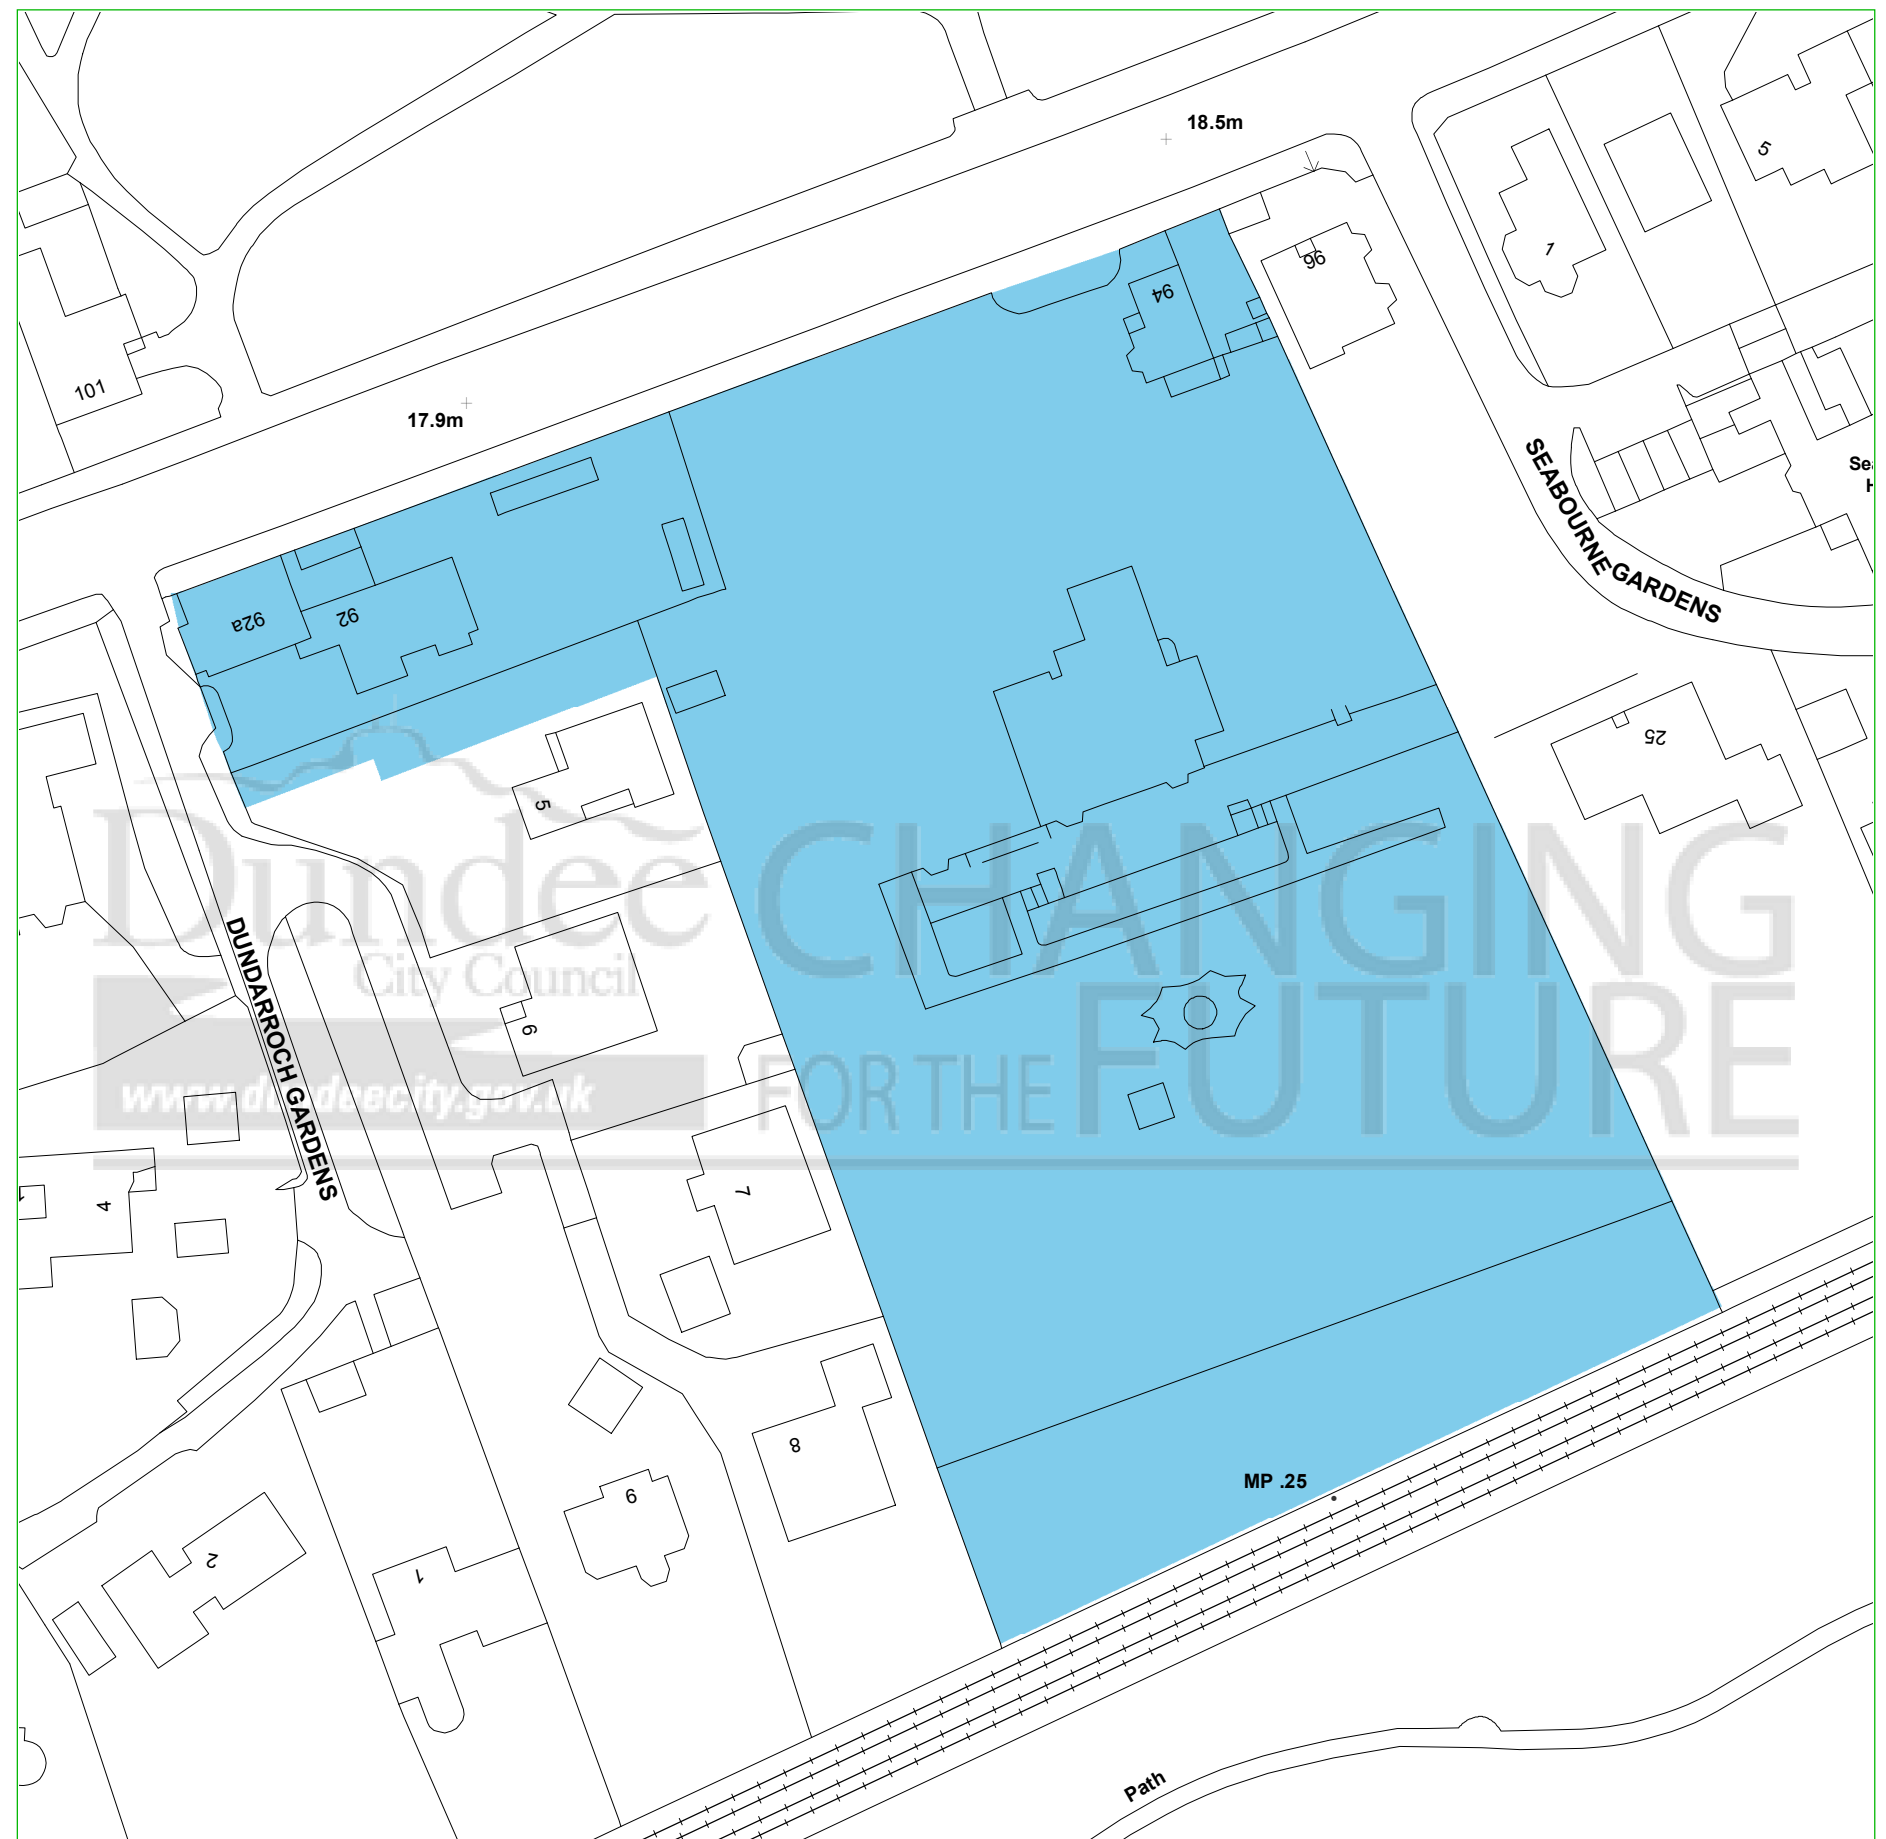 18.5m
5
1
96
94
101
17.9m
SEABOURNE GARDENS
92a
92
25
5
Dundee
City Council
www.dundeecity.gov.uk
CHANGING
FOR THE FUTURE
DUNDARROCH GARDENS
6
7
4
8
9
MP .25
2
1
Path